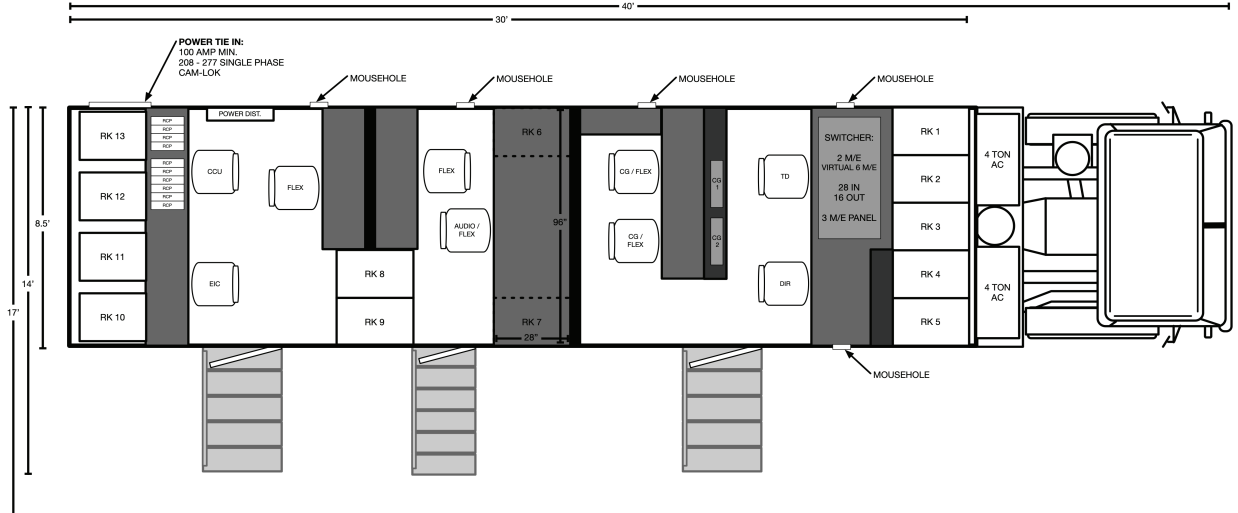 40'
30'
POWER TIE IN:
100 AMP MIN.
208 - 277 SINGLE PHASE
CAM-LOK
MOUSEHOLE
MOUSEHOLE
MOUSEHOLE
MOUSEHOLE
POWER DIST.
RK 13
RCP
RCP
RCP
RCP
RCP
RCP
RCP
RCP
RCP
RCP
CCU
FLEX
FLEX
RK 6
CG / FLEX
CG
1
TD
SWITCHER:
2 M/E
VIRTUAL 6 M/E
28 IN
16 OUT
3 M/E PANEL
RK 1
4 TON
AC
RK 12
RK 2
8.5'
AUDIO /
FLEX
96"
CG /
FLEX
CG
2
RK 3
RK 11
14'
EIC
RK 8
DIR
RK 4
4 TON
AC
17'
RK 10
RK 9
RK 7
28"
RK 5
MOUSEHOLE